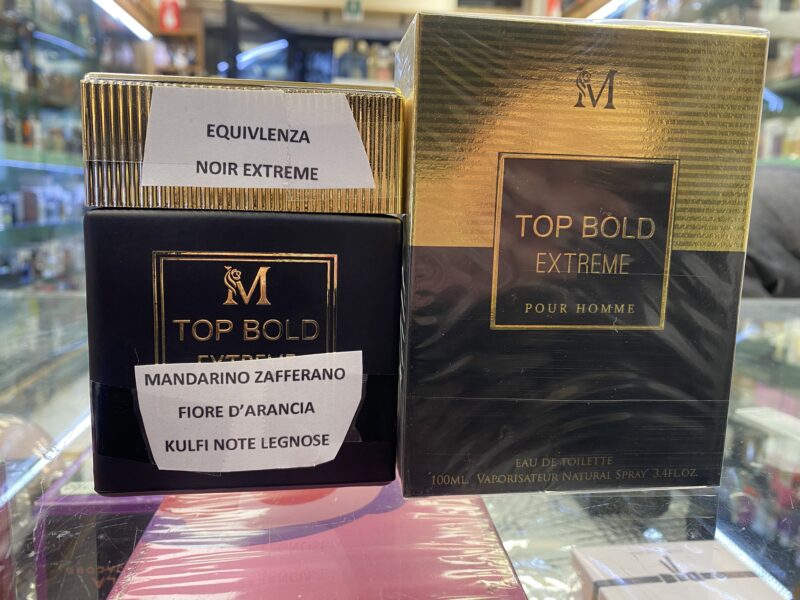 EQUIVLENZA
NOIR EXTREME
M
TOP BOLD
EXTREME
MANDARINO ZAFFERANO
FIORE D'ARANCIA
KULFI NOTE LEGNOSE
M
TOP BOLD
EXTREME
POUR HOMME
EAU DE TOILETTE
100ML. VAPORISATEUR NATURAL SPRAY 3.4FL.OZ.